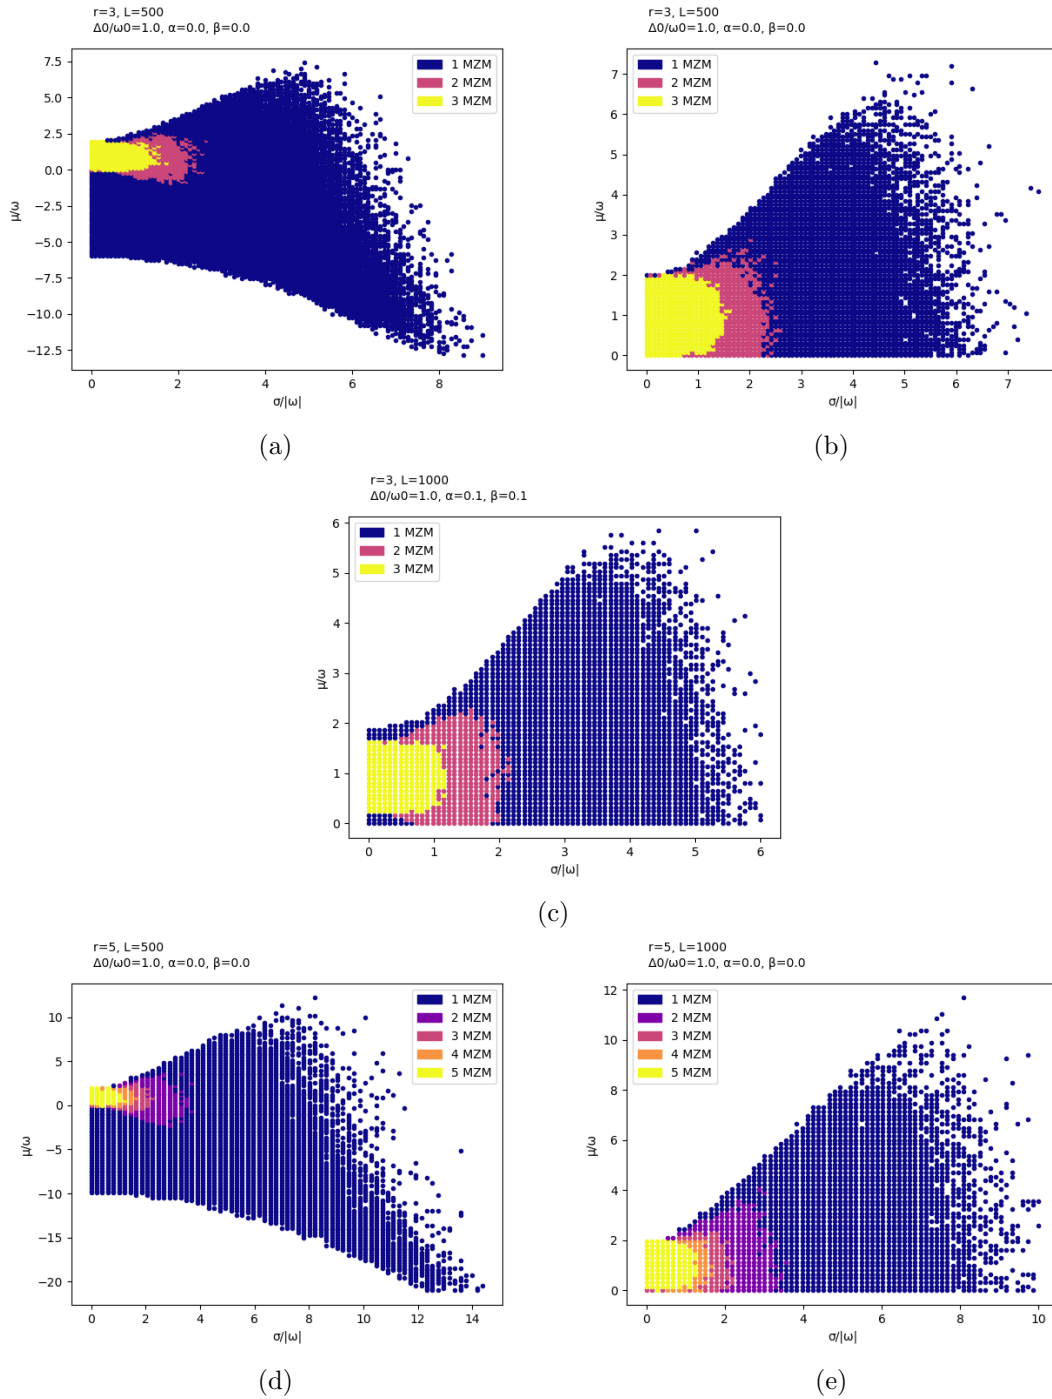 r=3, L=500
Δ0/ω0=1.0, α=0.0, β=0.0
1 MZM
2 MZM
3 MZM
7.5
5.0
2.5
0.0
−2.5
−5.0
−7.5
−10.0
−12.5
μ/ω
0 2 4 6 8
σ/|ω|
(a)
r=3, L=500
Δ0/ω0=1.0, α=0.0, β=0.0
1 MZM
2 MZM
3 MZM
7
6
5
4
3
2
1
0
μ/ω
0 1 2 3 4 5 6 7
σ/|ω|
(b)
r=3, L=1000
Δ0/ω0=1.0, α=0.1, β=0.1
1 MZM
2 MZM
3 MZM
6
5
4
3
2
1
0
μ/ω
0 1 2 3 4 5 6
σ/|ω|
(c)
r=5, L=500
Δ0/ω0=1.0, α=0.0, β=0.0
1 MZM
2 MZM
3 MZM
4 MZM
5 MZM
10
5
0
−5
−10
−15
−20
μ/ω
0 2 4 6 8 10 12 14
σ/|ω|
(d)
r=5, L=1000
Δ0/ω0=1.0, α=0.0, β=0.0
1 MZM
2 MZM
3 MZM
4 MZM
5 MZM
12
10
8
6
4
2
0
μ/ω
0 2 4 6 8 10
σ/|ω|
(e)